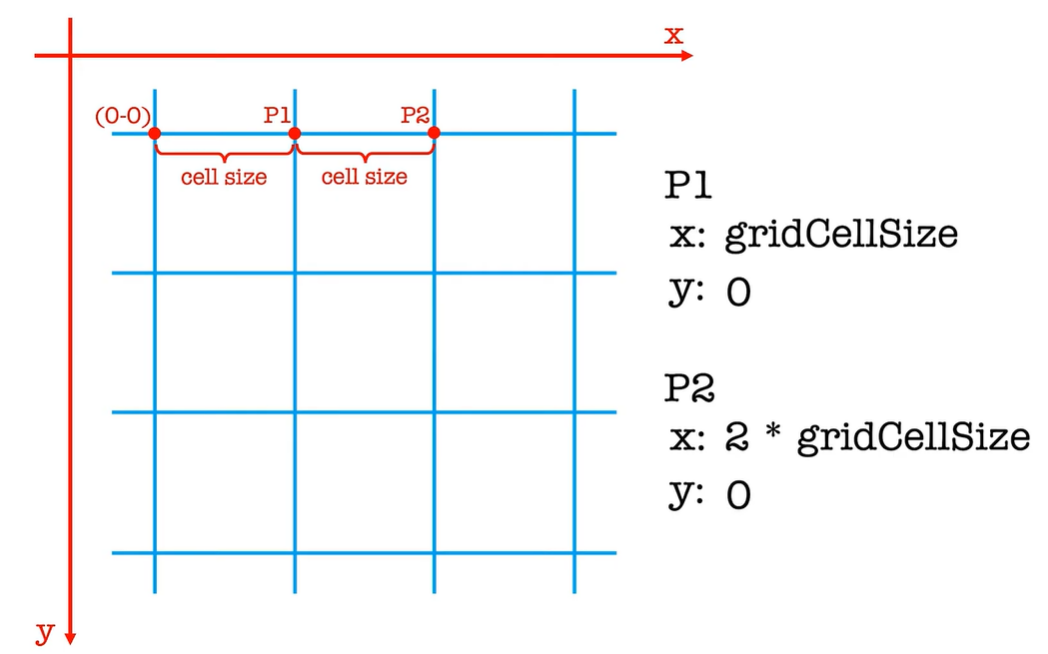 x
(0-0) P1 P2
cell size cell size
P1
x: gridCellSize
y: 0
P2
x: 2 * gridCellSize
y: 0
y